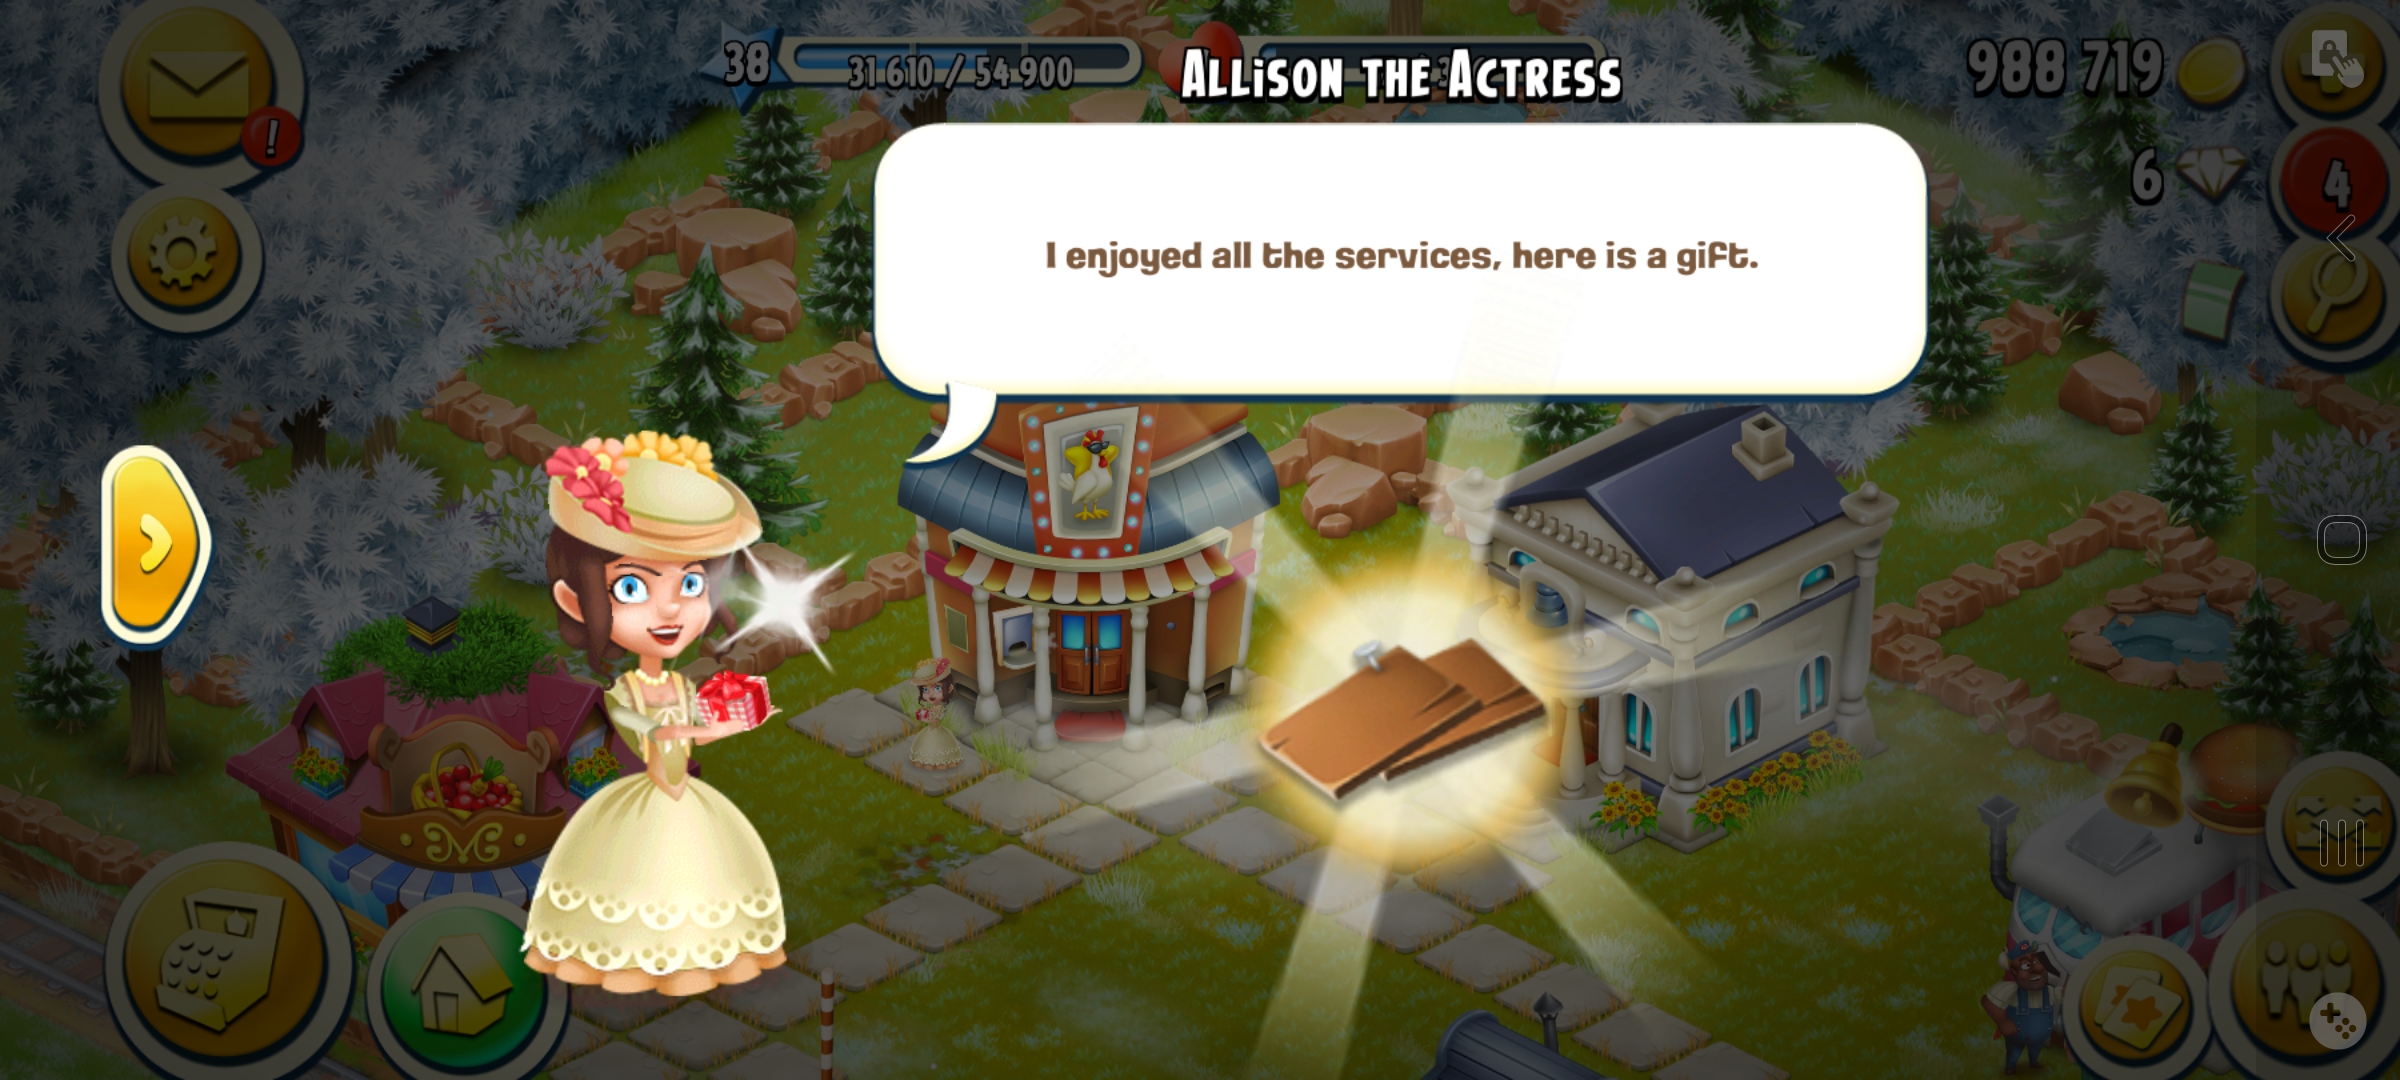 38
31 610 / 54 900
ALLISON THE ACTRESS
988 719
6
4
I enjoyed all the services, here is a gift.